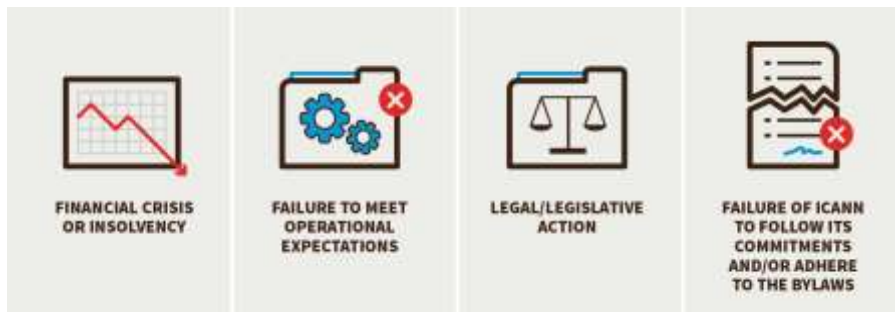 FINANCIAL CRISIS
OR INSOLVENCY
FAILURE TO MEET
OPERATIONAL
EXPECTATIONS
LEGAL/LEGISLATIVE
ACTION
FAILURE OF ICANN
TO FOLLOW ITS
COMMITMENTS
AND/OR ADHERE
TO THE BYLAWS